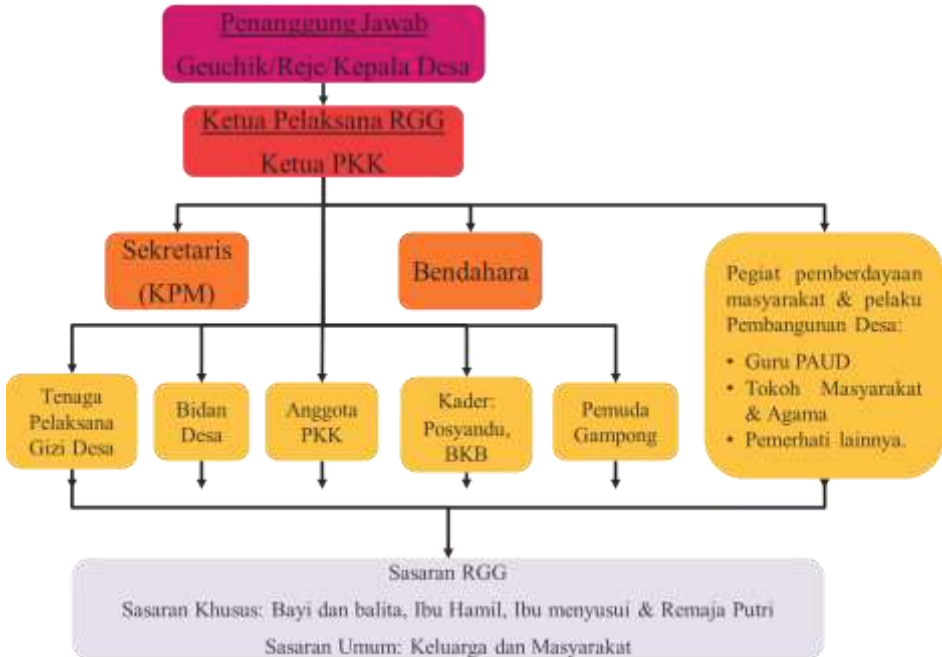 Penanggung Jawab
Geuchik/Reje/Kepala Desa
Ketua Pelaksana RGG
Ketua PKK
Sekretaris
(KPM)
Bendahara
Pegiat pemberdayaan
masyarakat & pelaku
Pembangunan Desa:
• Guru PAUD
• Tokoh Masyarakat
& Agama
• Pemerhati lainnya.
Tenaga
Pelaksana
Gizi Desa
Bidan
Desa
Anggota
PKK
Kader:
Posyandu,
BKB
Pemuda
Gampong
Sasaran RGG
Sasaran Khusus: Bayi dan balita, Ibu Hamil, Ibu menyusui & Remaja Putri
Sasaran Umum: Keluarga dan Masyarakat